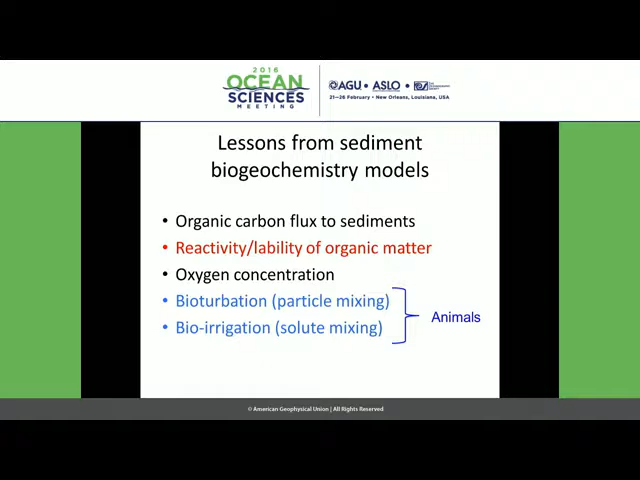 2016
OCEAN
SCIENCES
MEETING
AGU • ASLO •
21–26 February • New Orleans, Louisiana, USA
Lessons from sediment
biogeochemistry models
• Organic carbon flux to sediments
• Reactivity/lability of organic matter
• Oxygen concentration
• Bioturbation (particle mixing)
• Bio-irrigation (solute mixing)
Animals
© American Geophysical Union | All Rights Reserved